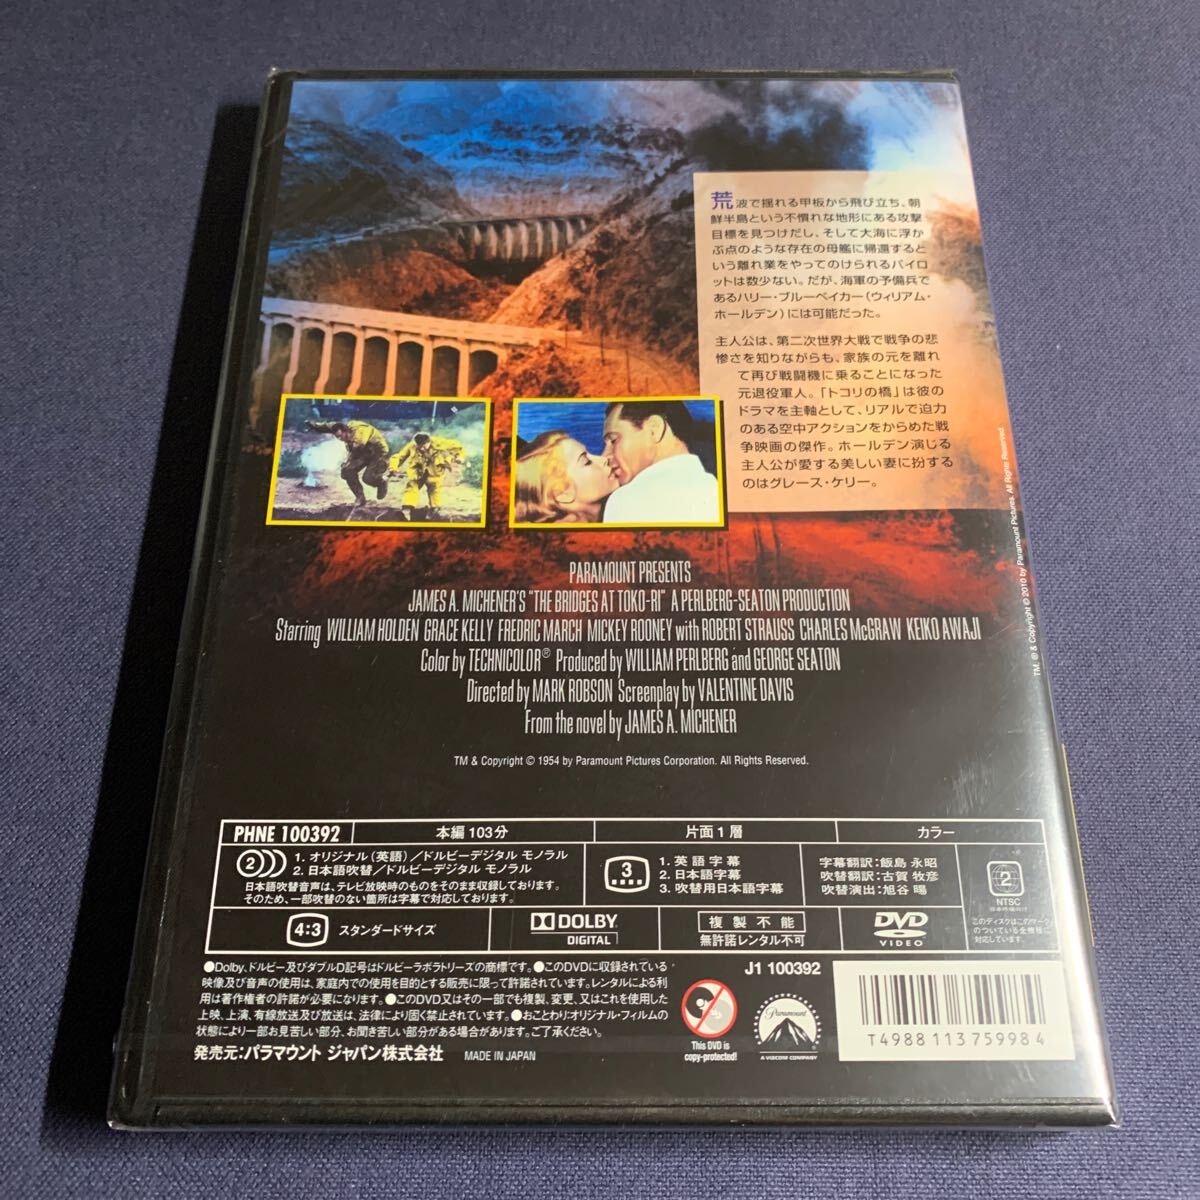 荒波で揺れる甲板から飛び立ち、朝
鮮半島という不慣れな地形にある攻撃
目標を見つけだし、そして大海に浮か
ぶ点のような存在の母艦に帰還すると
いう離れ業をやってのけられるパイロ
ットは数少ない。だが、海軍の予備兵で
あるハリー・ブルーベイカー(ウィリアム・
ホールデン)には可能だった。
主人公は、第二次世界大戦で戦争の悲
惨さを知りながらも、家族の元を離れ
て再び戦闘機に乗ることになった
元退役軍人。「トコリの橋」は彼の
ドラマを主軸として、リアルで迫力
のある空中アクションをからめた戦
争映画の傑作。ホールデン演じる
主人公が愛する美しい妻に扮する
のはグレース・ケリー。
TM, ® & Copyright © 2010 by Paramount Pictures. All Rights Reserved.
PARAMOUNT PRESENTS
JAMES A. MICHENER'S "THE BRIDGES AT TOKO-RI" A PERLBERG-SEATON PRODUCTION
Starring WILLIAM HOLDEN GRACE KELLY FREDRIC MARCH MICKEY ROONEY with ROBERT STRAUSS CHARLES McGRAW KEIKO AWAJI
Color by TECHNICOLOR® Produced by WILLIAM PERLBERG and GEORGE SEATON
Directed by MARK ROBSON Screenplay by VALENTINE DAVIS
From the novel by JAMES A. MICHENER
TM & Copyright © 1954 by Paramount Pictures Corporation. All Rights Reserved.
PHNE 100392 本編103分 片面1層 カラー
2
1. オリジナル(英語)/ドルビーデジタル モノラル
2. 日本語吹替/ドルビーデジタル モノラル
日本語吹替音声は、テレビ放映時のものをそのまま収録しております。
そのため、一部吹替のない箇所は字幕で対応しております。
3
1. 英語字幕
2. 日本語字幕
3. 吹替用日本語字幕
字幕翻訳:飯島 永昭
吹替翻訳:古賀 牧彦
吹替演出:旭谷 暘
2
NTSC
日本市場向け
このディスクはこのマーク
のついている全機種に
対応しています。
4:3 スタンダードサイズ
DOLBY
DIGITAL
複製不能
無許諾レンタル不可
DVD
VIDEO
●Dolby、ドルビー及びダブルD記号はドルビーラボラトリーズの商標です。●このDVDに収録されている
映像及び音声の使用は、家庭内での使用を目的とする販売に限って許諾されています。レンタルによる利
用は著作権者の許諾が必要になります。●このDVD又はその一部でも複製、変更、又はこれを使用した
上映、上演、有線放送及び放送は、法律により固く禁止されています。●おことわり:オリジナル・フィルムの
状態により一部お見苦しい部分、お聞き苦しい部分がある場合があります。ご了承ください。
発売元:パラマウント ジャパン株式会社 MADE IN JAPAN
This DVD is
copy-protected!
J1 100392
Paramount
A VIACOM COMPANY
T4988113759984